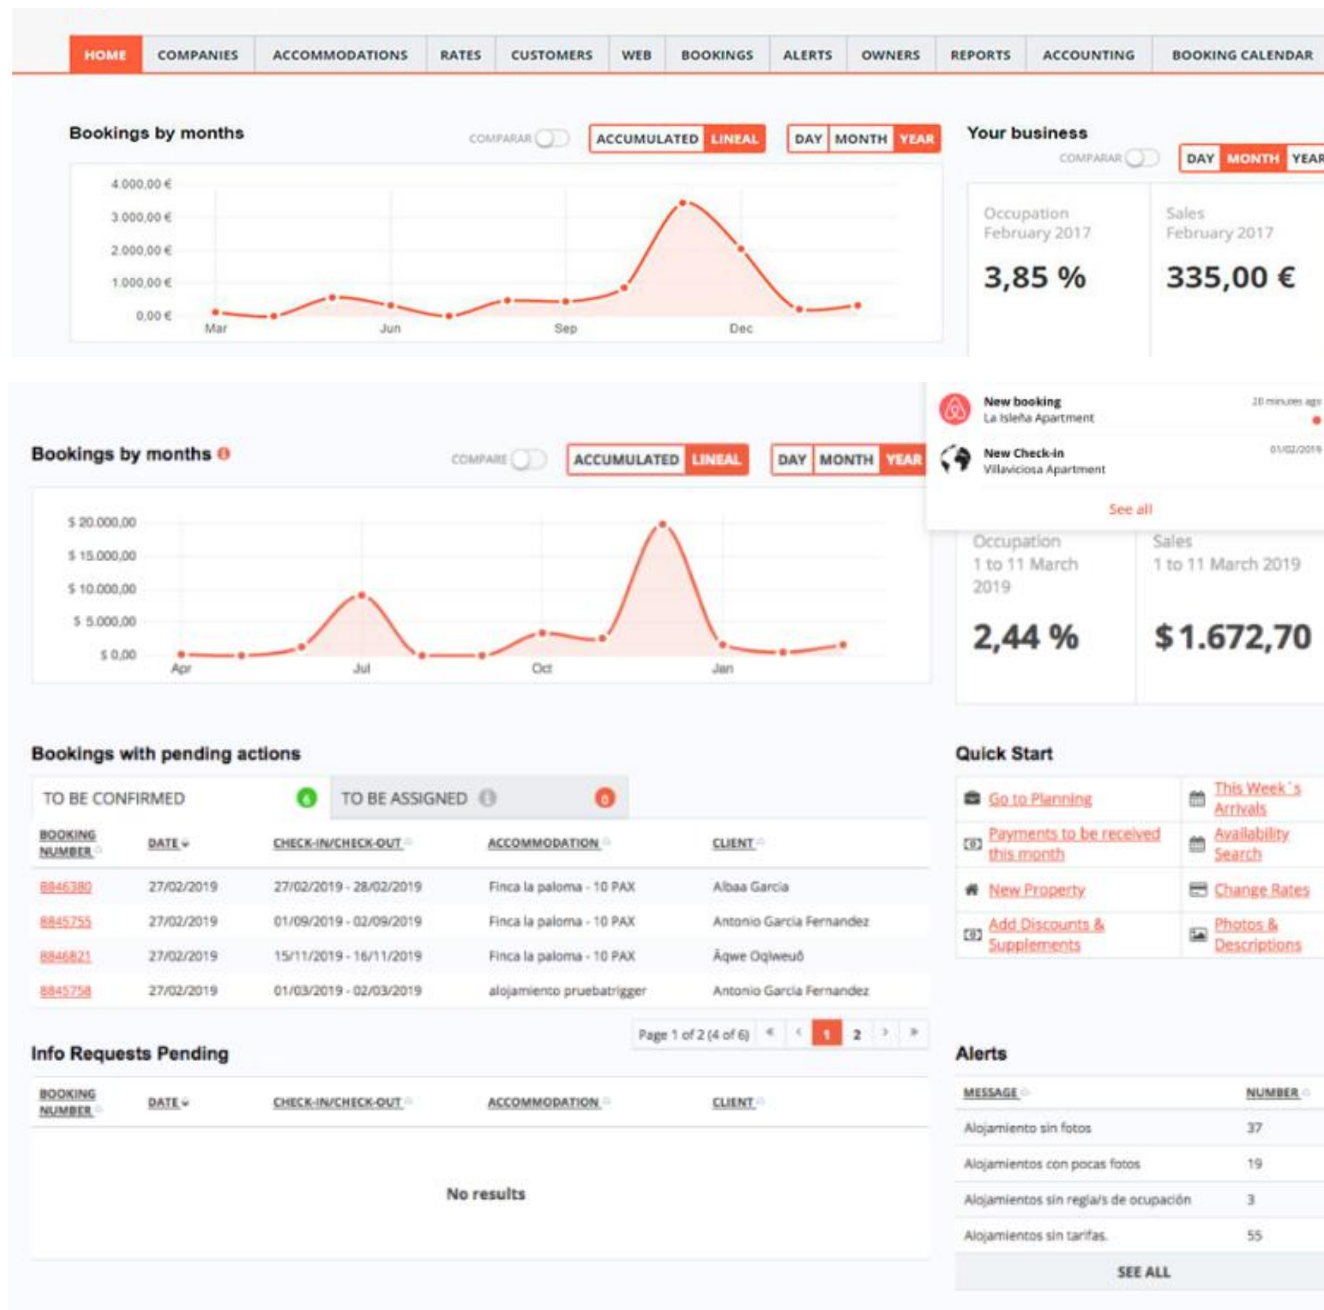 HOME COMPANIES ACCOMMODATIONS RATES CUSTOMERS WEB BOOKINGS ALERTS OWNERS REPORTS ACCOUNTING BOOKING CALENDAR
Bookings by months
COMPARAR ACCUMULATED LINEAL DAY MONTH YEAR
Your business
COMPARAR DAY MONTH YEAR
4.000,00 €
3.000,00 €
2.000,00 €
1.000,00 €
0,00 €
Mar Jun Sep Dec
Occupation
February 2017
3,85 %
Sales
February 2017
335,00 €
New booking 20 minutes ago
La Isleña Apartment
New Check-in 01/02/2019
Villaviciosa Apartment
See all
Bookings by months
COMPARE ACCUMULATED LINEAL DAY MONTH YEAR
$ 20.000,00
$ 15.000,00
$ 10.000,00
$ 5.000,00
$ 0,00
Apr Jul Oct Jan
Occupation
1 to 11 March
2019
2,44 %
Sales
1 to 11 March 2019
$ 1.672,70
Bookings with pending actions
TO BE CONFIRMED 6 TO BE ASSIGNED 0
BOOKING NUMBER DATE CHECK-IN/CHECK-OUT ACCOMMODATION CLIENT
8846380 27/02/2019 27/02/2019 - 28/02/2019 Finca la paloma - 10 PAX Albaa Garcia
8845755 27/02/2019 01/09/2019 - 02/09/2019 Finca la paloma - 10 PAX Antonio Garcia Fernandez
8846821 27/02/2019 15/11/2019 - 16/11/2019 Finca la paloma - 10 PAX Äqwe Oqlweuô
8845758 27/02/2019 01/03/2019 - 02/03/2019 alojamiento pruebatrigger Antonio Garcia Fernandez
Page 1 of 2 (4 of 6) « ‹ 1 2 › »
Quick Start
Go to Planning
This Week´s
Arrivals
Payments to be received
this month
Availability
Search
New Property
Change Rates
Add Discounts &
Supplements
Photos &
Descriptions
Info Requests Pending
BOOKING NUMBER DATE CHECK-IN/CHECK-OUT ACCOMMODATION CLIENT
No results
Alerts
MESSAGE NUMBER
Alojamiento sin fotos 37
Alojamientos con pocas fotos 19
Alojamientos sin regla/s de ocupación 3
Alojamientos sin tarifas. 55
SEE ALL